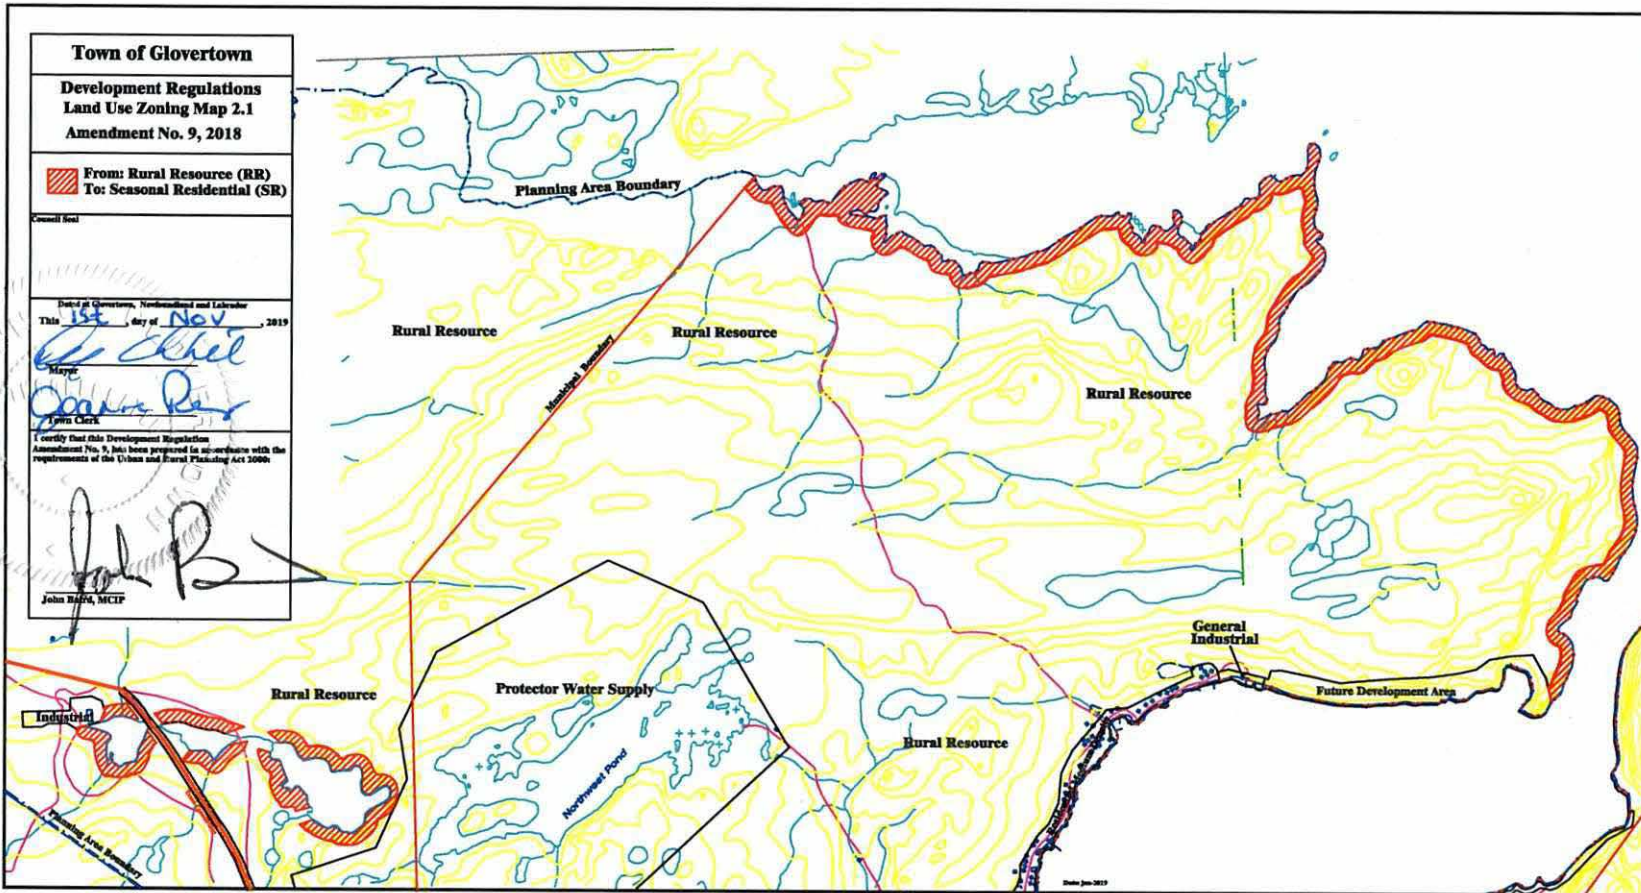 Town of Glovertown
Development Regulations
Land Use Zoning Map 2.1
Amendment No. 9, 2018
From: Rural Resource (RR)
To: Seasonal Residential (SR)
Council Seal
Dated at Glovertown, Newfoundland and Labrador
This 1st, day of Nov, 2019
Mayor
Joanne
Town Clerk
I certify that this Development Regulation
Amendment No. 9, has been prepared in accordance with the
requirements of the Urban and Rural Planning Act 2000:
John Baird, MCIP
Planning Area Boundary
Municipal Boundary
Rural Resource
Rural Resource
Rural Resource
General
Industrial
Future Development Area
Rural Resource
Protector Water Supply
Industrial
Northwest Pond
Rural Resource
Planning Area Boundary
Date: Jan-2019